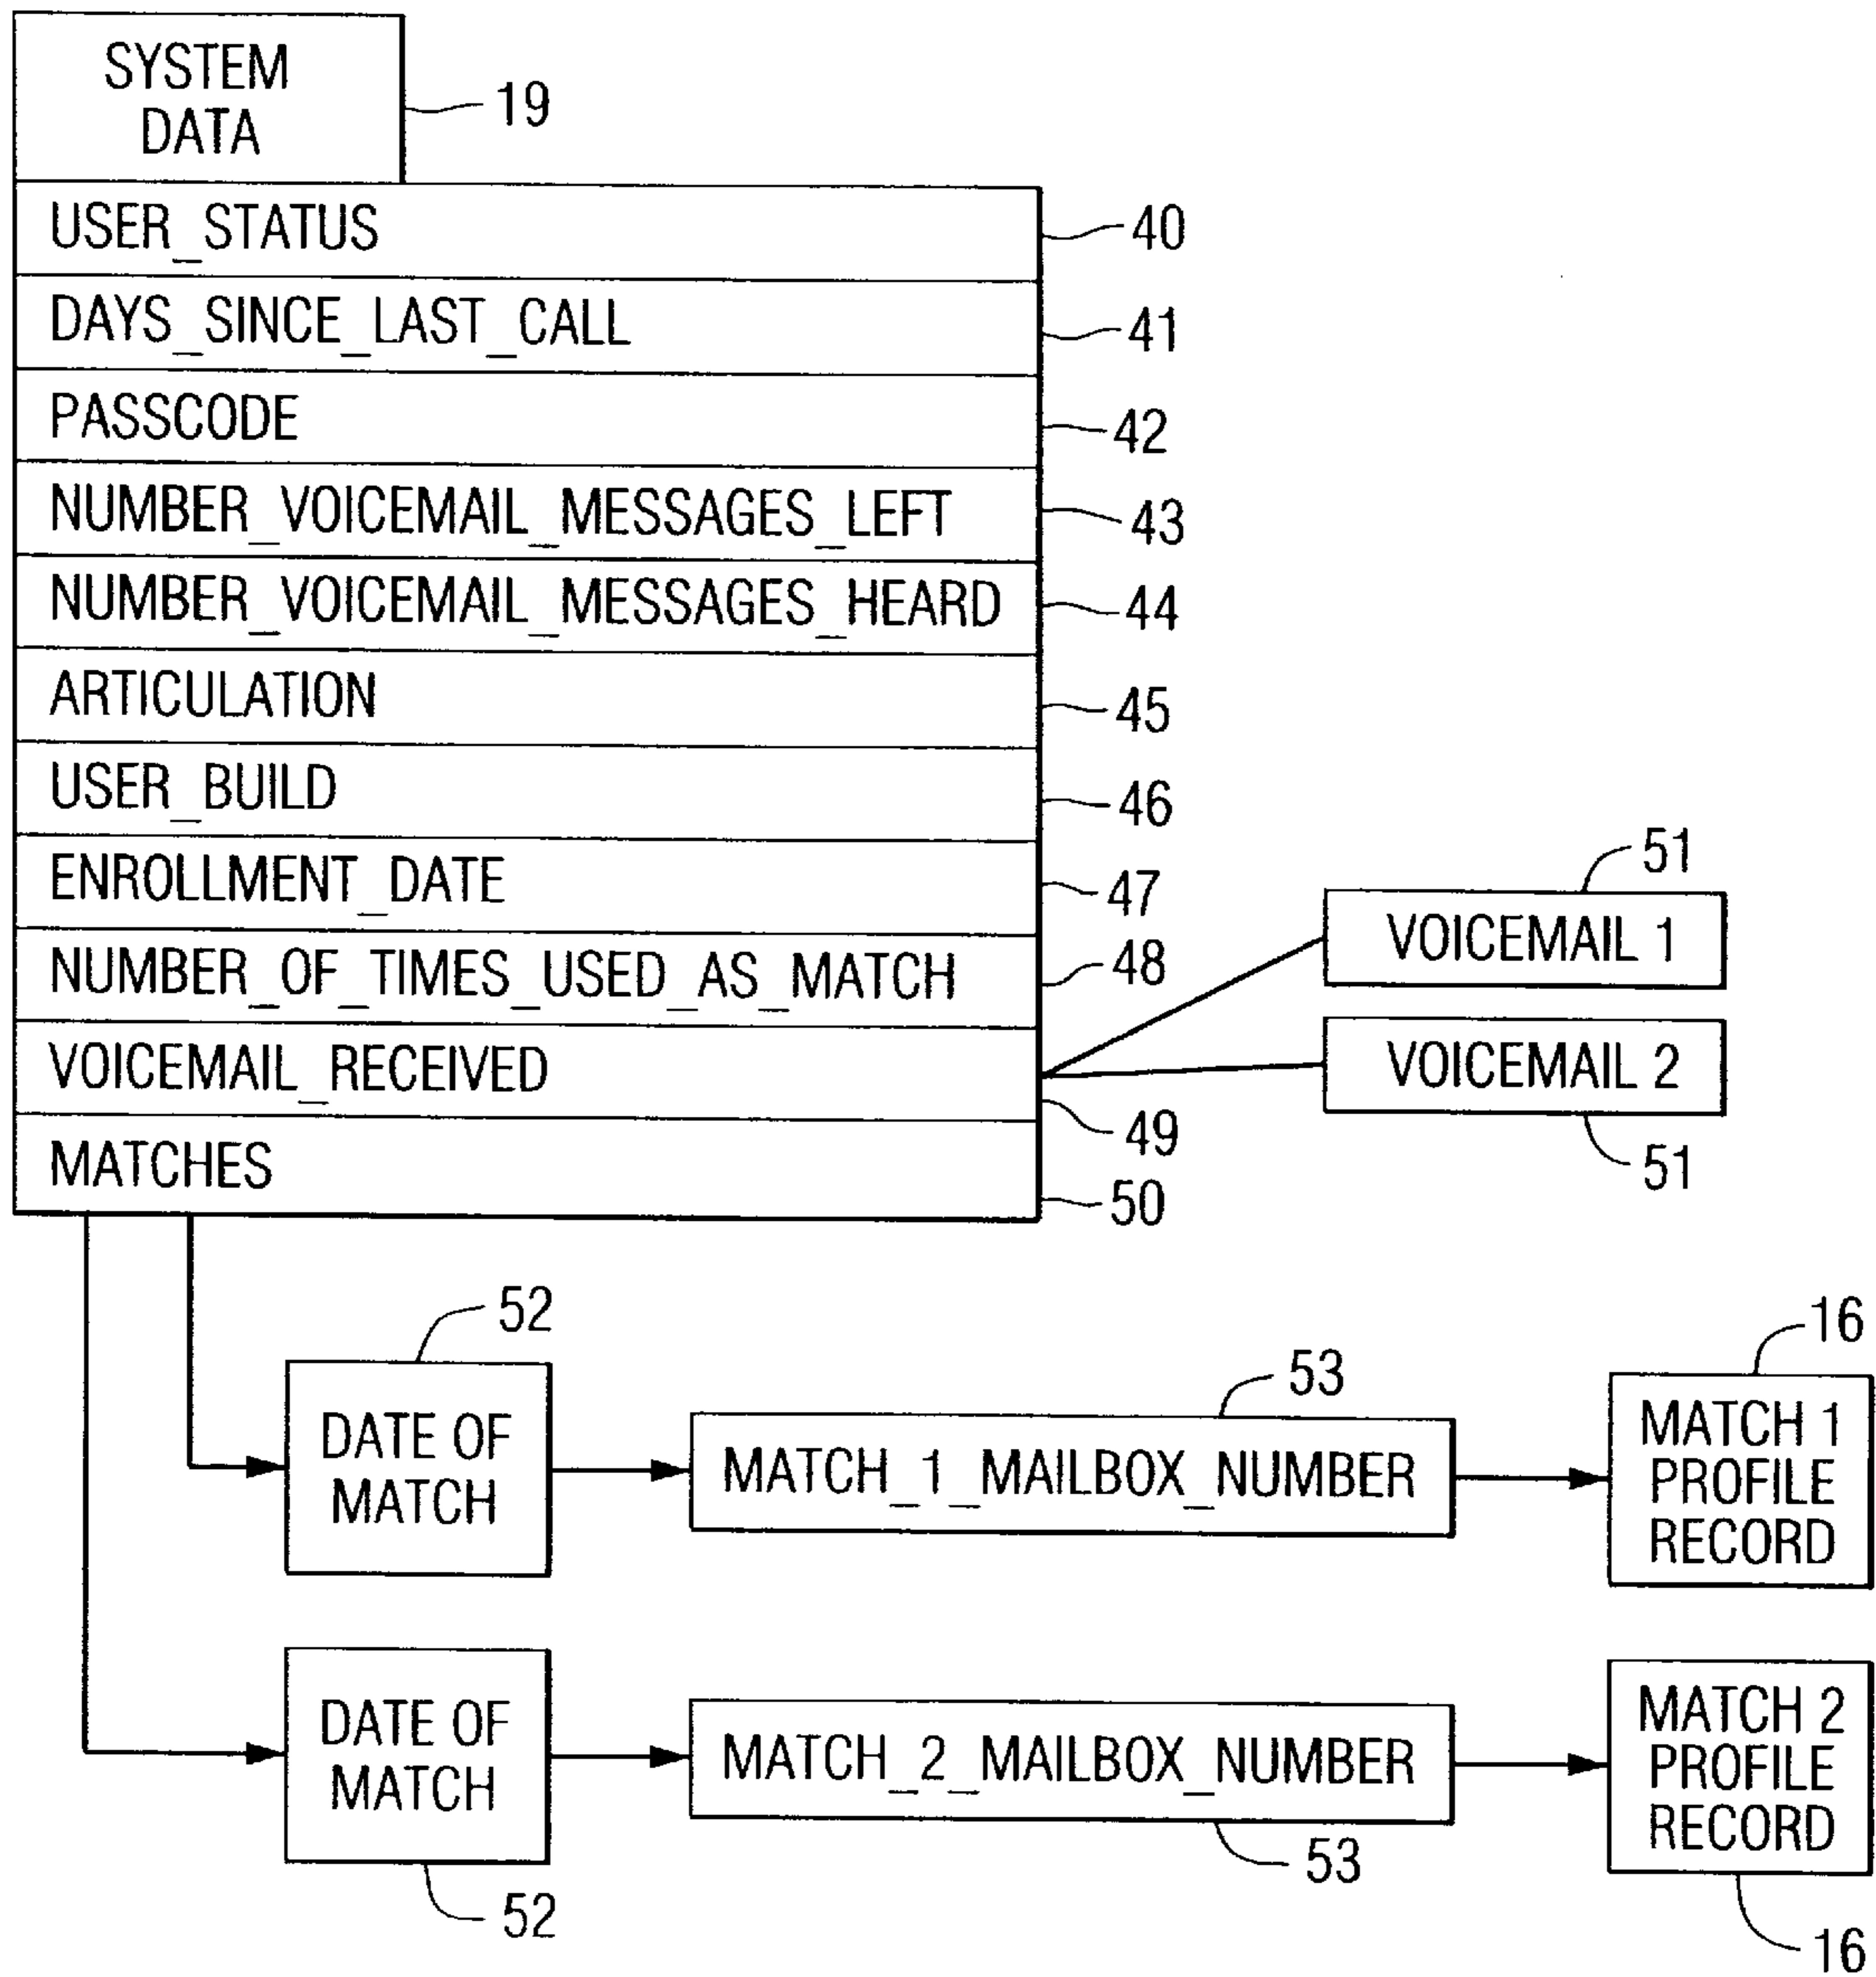 SYSTEM
DATA
19
USER_STATUS
40
DAYS_SINCE_LAST_CALL
41
PASSCODE
42
NUMBER_VOICEMAIL_MESSAGES_LEFT
43
NUMBER_VOICEMAIL_MESSAGES_HEARD
44
ARTICULATION
45
USER_BUILD
46
ENROLLMENT_DATE
47
NUMBER_OF_TIMES_USED_AS_MATCH
48
VOICEMAIL_RECEIVED
49
MATCHES
50
51
VOICEMAIL 1
VOICEMAIL 2
51
52
DATE OF
MATCH
53
MATCH_1_MAILBOX_NUMBER
16
MATCH 1
PROFILE
RECORD
DATE OF
MATCH
52
MATCH_2_MAILBOX_NUMBER
53
MATCH 2
PROFILE
RECORD
16